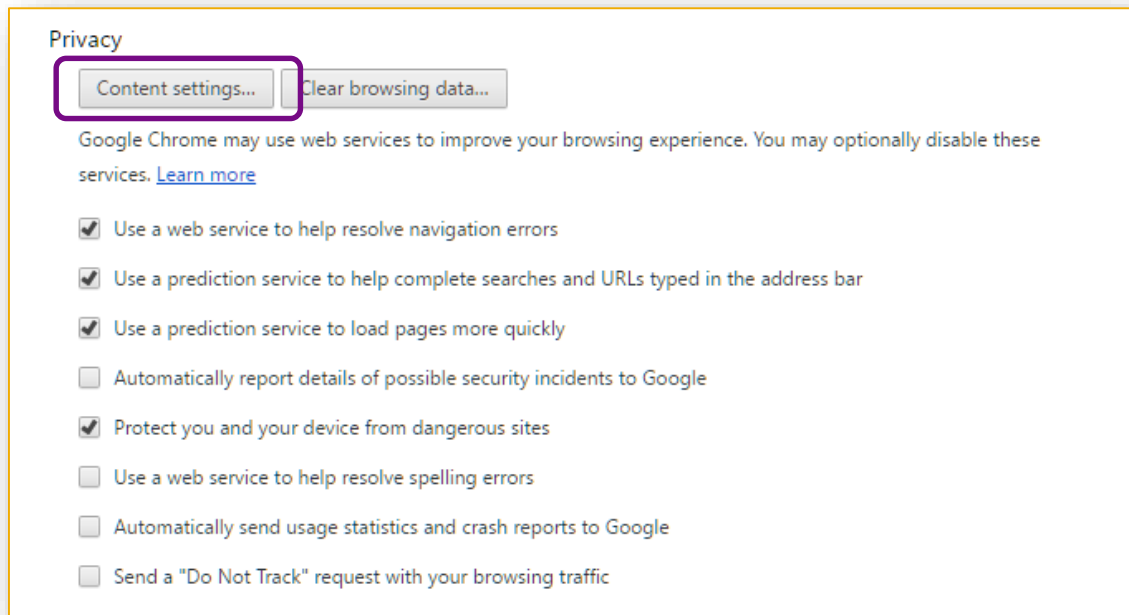 Privacy
Content settings... Clear browsing data...
Google Chrome may use web services to improve your browsing experience. You may optionally disable these
services. Learn more
Use a web service to help resolve navigation errors
Use a prediction service to help complete searches and URLs typed in the address bar
Use a prediction service to load pages more quickly
Automatically report details of possible security incidents to Google
Protect you and your device from dangerous sites
Use a web service to help resolve spelling errors
Automatically send usage statistics and crash reports to Google
Send a "Do Not Track" request with your browsing traffic